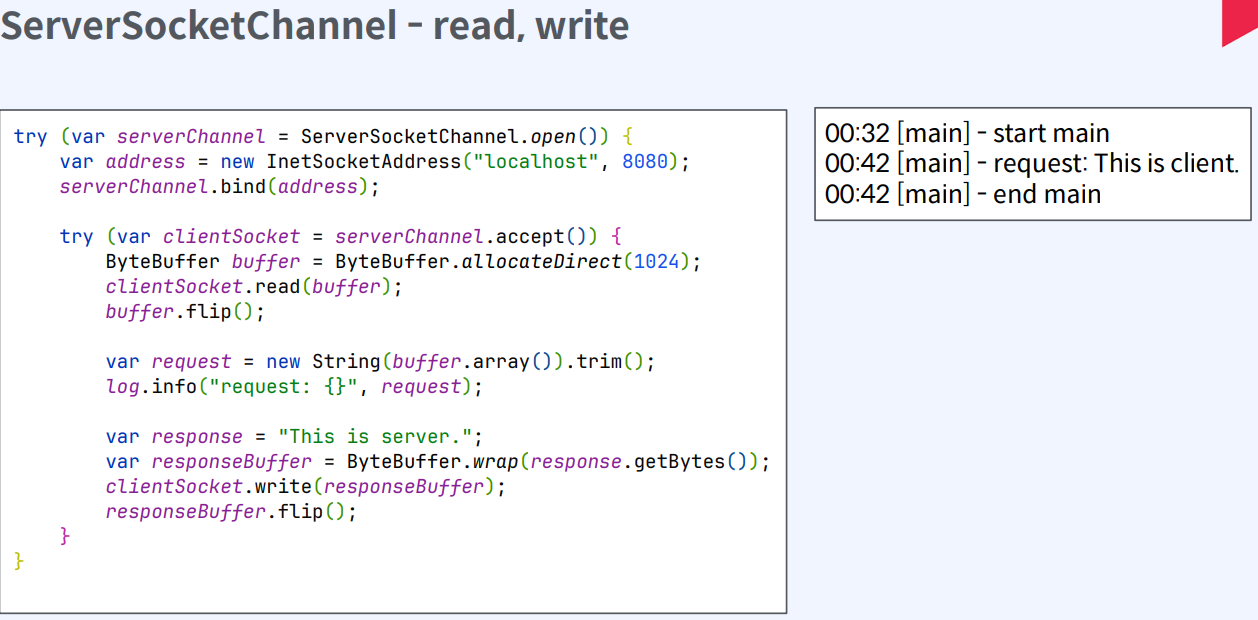 ServerSocketChannel - read, write
try (var serverChannel = ServerSocketChannel.open()) {
    var address = new InetSocketAddress("localhost", 8080);
    serverChannel.bind(address);

    try (var clientSocket = serverChannel.accept()) {
        ByteBuffer buffer = ByteBuffer.allocateDirect(1024);
        clientSocket.read(buffer);
        buffer.flip();

        var request = new String(buffer.array()).trim();
        log.info("request: {}", request);

        var response = "This is server.";
        var responseBuffer = ByteBuffer.wrap(response.getBytes());
        clientSocket.write(responseBuffer);
        responseBuffer.flip();
    }
}
00:32 [main] - start main
00:42 [main] - request: This is client.
00:42 [main] - end main